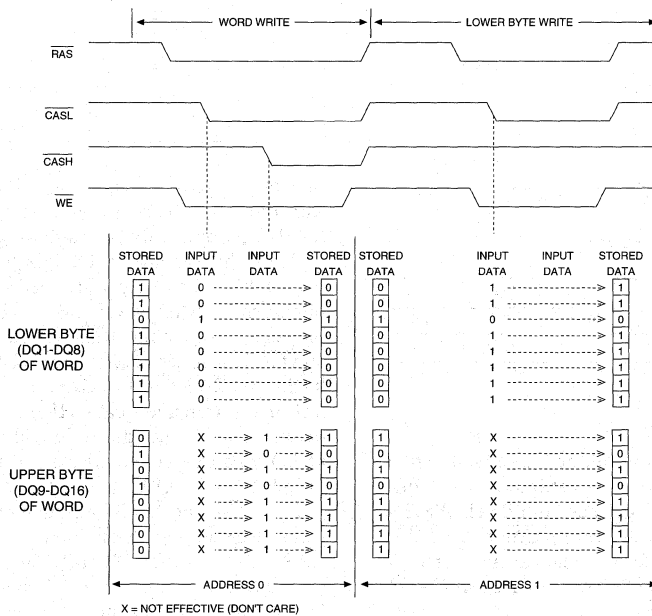 WORD WRITE LOWER BYTE WRITE
RAS
CASL
CASH
WE
STORED INPUT INPUT STORED STORED INPUT INPUT STORED
DATA DATA DATA DATA DATA DATA DATA DATA
1 0 0 0 1 1
1 0 0 0 1 1
0 1 1 1 0 0
LOWER BYTE
(DQ1-DQ8)
OF WORD
1 0 0 0 1 1
1 0 0 0 1 1
1 0 0 0 1 1
1 0 0 0 1 1
1 0 0 0 1 1
0 X 1 1 1 X 1
1 X 0 0 0 X 0
0 X 1 1 1 X 1
UPPER BYTE
(DQ9-DQ16)
OF WORD
1 X 0 0 0 X 0
0 X 1 1 1 X 1
0 X 1 1 1 X 1
0 X 1 1 1 X 1
0 X 1 1 1 X 1
ADDRESS 0 ADDRESS 1
X = NOT EFFECTIVE (DON'T CARE)